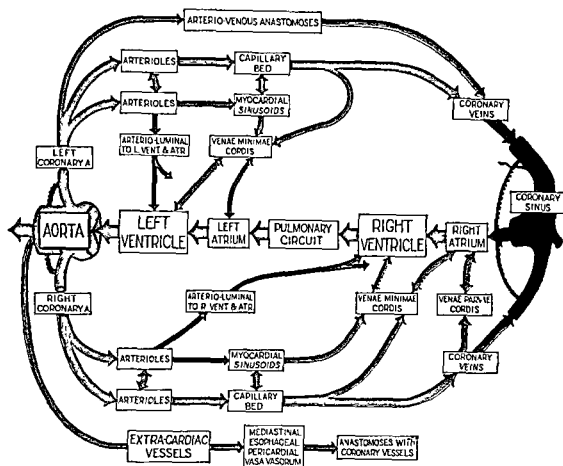 ARTERIO-VENOUS ANASTOMOSES
ARTERIOLES
CAPILLARY
BED
ARTERIOLES
MYOCARDIAL
SINUSOIDS
CORONARY
VEINS
ARTERIO-LUMINAL
TO L. VENT & ATR.
VENAE MINIMAE
CORDIS
LEFT
CORONARY A
CORONARY
SINUS
AORTA
LEFT
VENTRICLE
LEFT
ATRIUM
PULMONARY
CIRCUIT
RIGHT
VENTRICLE
RIGHT
ATRIUM
RIGHT
CORONARY A.
ARTERIO-LUMINAL
TO R. VENT & ATR.
VENAE MINIMAE
CORDIS
VENAE PARVAE
CORDIS
ARTERIOLES
MYOCARDIAL
SINUSOIDS
CORONARY
VEINS
ARTERIOLES
CAPILLARY
BED
EXTRA-CARDIAC
VESSELS
MEDIASTINAL
ESOPHAGEAL
PERICARDIAL
VASA VASORUM
ANASTOMOSES WITH
CORONARY VESSELS